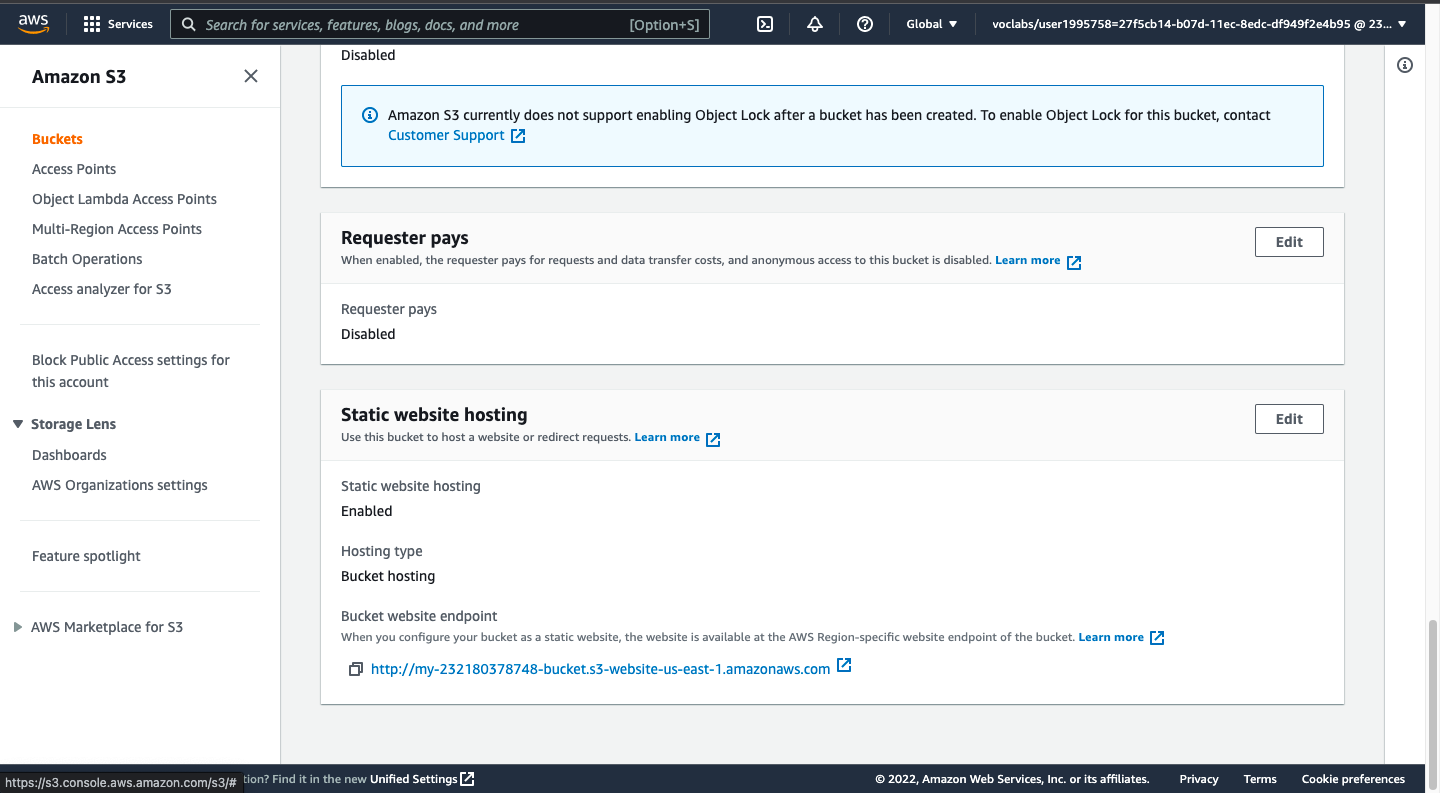 aws
Services
Search for services, features, blogs, docs, and more
[Option+S]
Global
voclabs/user1995758=27f5cb14-b07d-11ec-8edc-df949f2e4b95 @ 23...
Amazon S3
Buckets
Access Points
Object Lambda Access Points
Multi-Region Access Points
Batch Operations
Access analyzer for S3
Block Public Access settings for
this account
Storage Lens
Dashboards
AWS Organizations settings
Feature spotlight
AWS Marketplace for S3
Disabled
Amazon S3 currently does not support enabling Object Lock after a bucket has been created. To enable Object Lock for this bucket, contact
Customer Support
Requester pays
Edit
When enabled, the requester pays for requests and data transfer costs, and anonymous access to this bucket is disabled. Learn more
Requester pays
Disabled
Static website hosting
Edit
Use this bucket to host a website or redirect requests. Learn more
Static website hosting
Enabled
Hosting type
Bucket hosting
Bucket website endpoint
When you configure your bucket as a static website, the website is available at the AWS Region-specific website endpoint of the bucket. Learn more
http://my-232180378748-bucket.s3-website-us-east-1.amazonaws.com
https://s3.console.aws.amazon.com/s3/#
tion? Find it in the new Unified Settings
© 2022, Amazon Web Services, Inc. or its affiliates.
Privacy
Terms
Cookie preferences